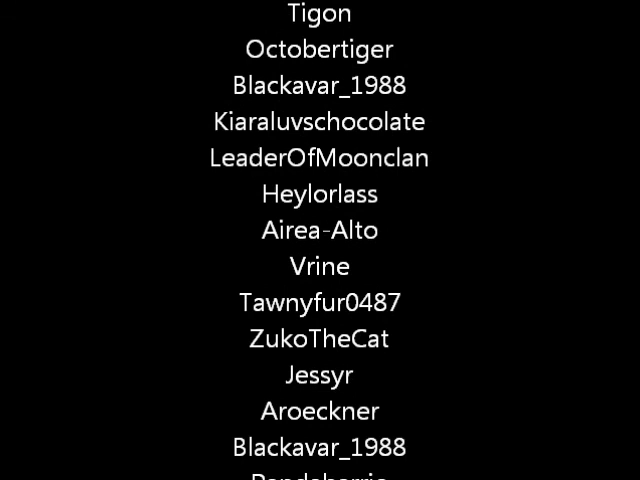 Tigon
Octobertiger
Blackavar_1988
Kiaraluvschocolate
LeaderOfMoonclan
Heylorlass
Airea-Alto
Vrine
Tawnyfur0487
ZukoTheCat
Jessyr
Aroeckner
Blackavar_1988